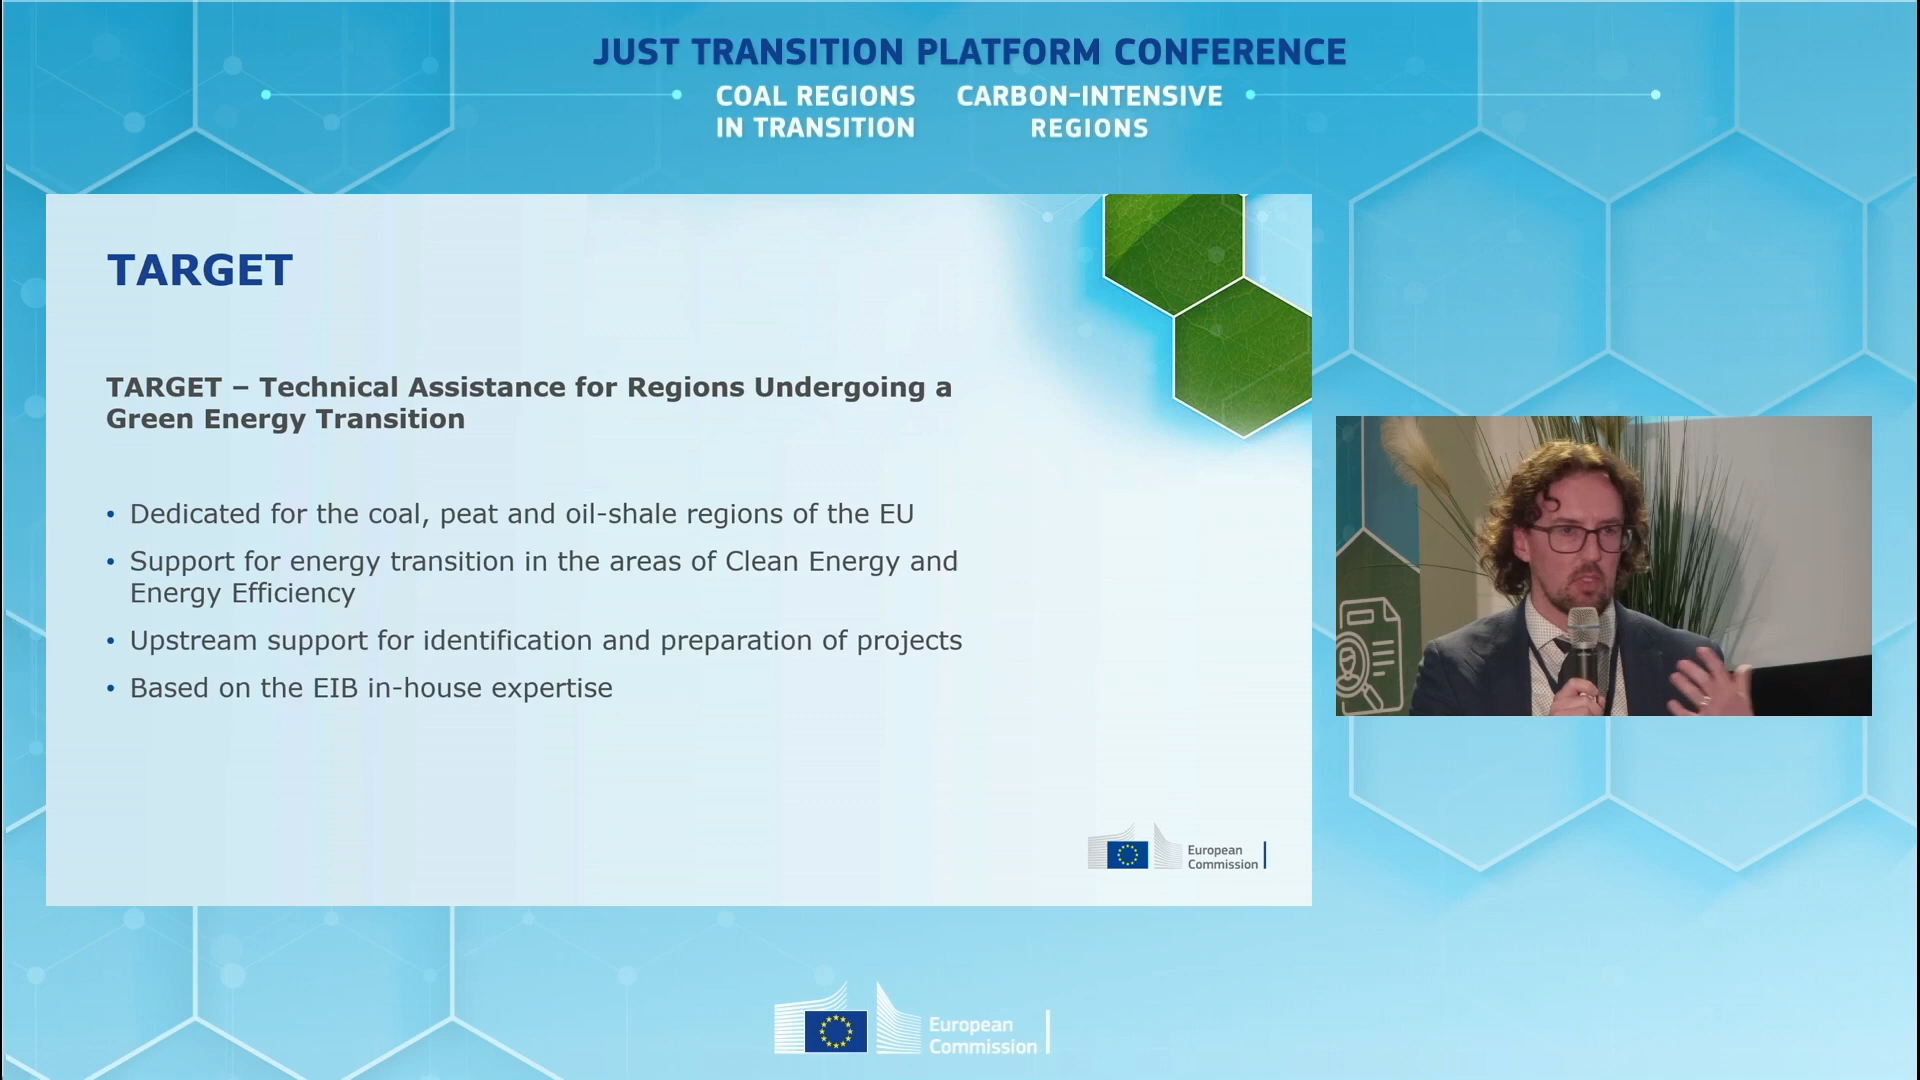 JUST TRANSITION PLATFORM CONFERENCE
COAL REGIONS
IN TRANSITION
CARBON-INTENSIVE
REGIONS
TARGET
TARGET – Technical Assistance for Regions Undergoing a
Green Energy Transition
• Dedicated for the coal, peat and oil-shale regions of the EU
• Support for energy transition in the areas of Clean Energy and
Energy Efficiency
• Upstream support for identification and preparation of projects
• Based on the EIB in-house expertise
European
Commission
European
Commission